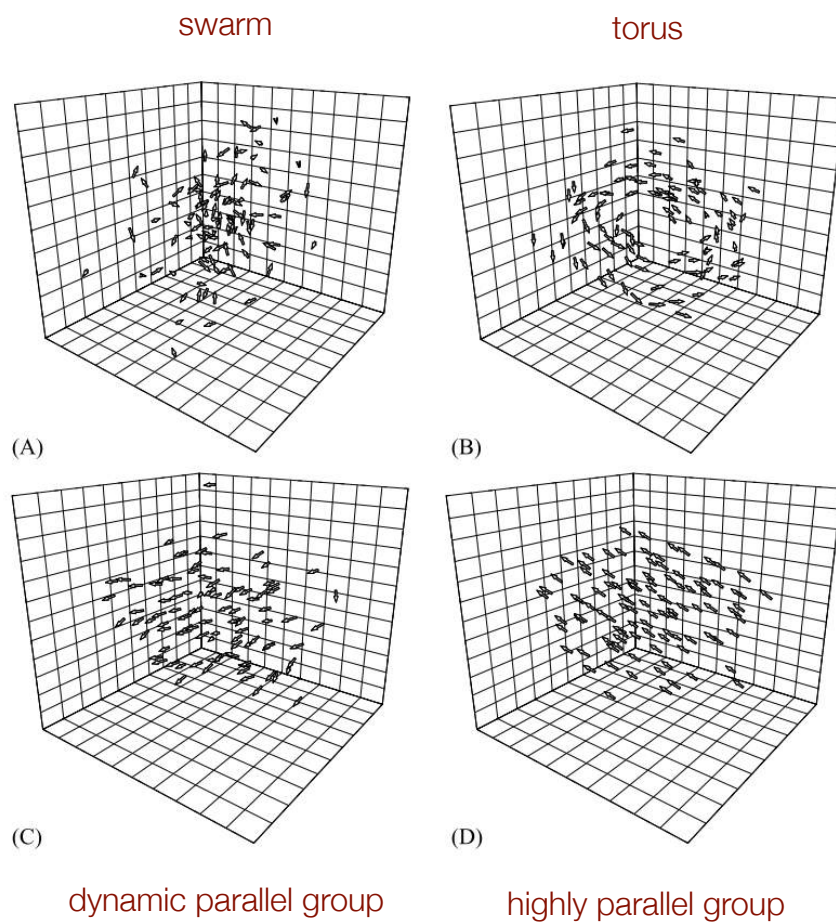 swarm
torus
(A)
(B)
(C)
(D)
dynamic parallel group
highly parallel group